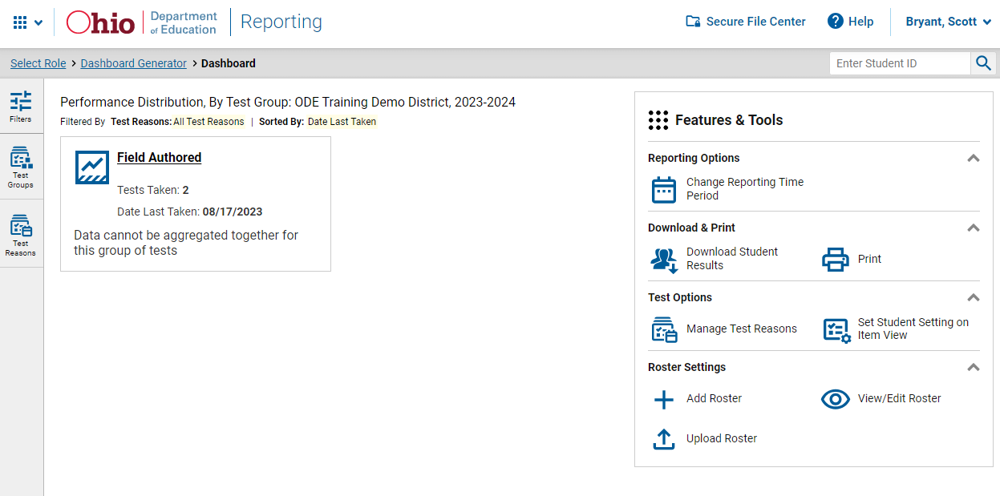 Ohio
Department
of Education
Reporting
Secure File Center
Help
Bryant, Scott
Select Role
Dashboard Generator
Dashboard
Enter Student ID
Filters
Test
Groups
Test
Reasons
Performance Distribution, By Test Group: ODE Training Demo District, 2023-2024
Filtered By Test Reasons: All Test Reasons | Sorted By: Date Last Taken
Field Authored
Tests Taken: 2
Date Last Taken: 08/17/2023
Data cannot be aggregated together for
this group of tests
Features & Tools
Reporting Options
Change Reporting Time
Period
Download & Print
Download Student
Results
Print
Test Options
Manage Test Reasons
Set Student Setting on
Item View
Roster Settings
Add Roster
View/Edit Roster
Upload Roster